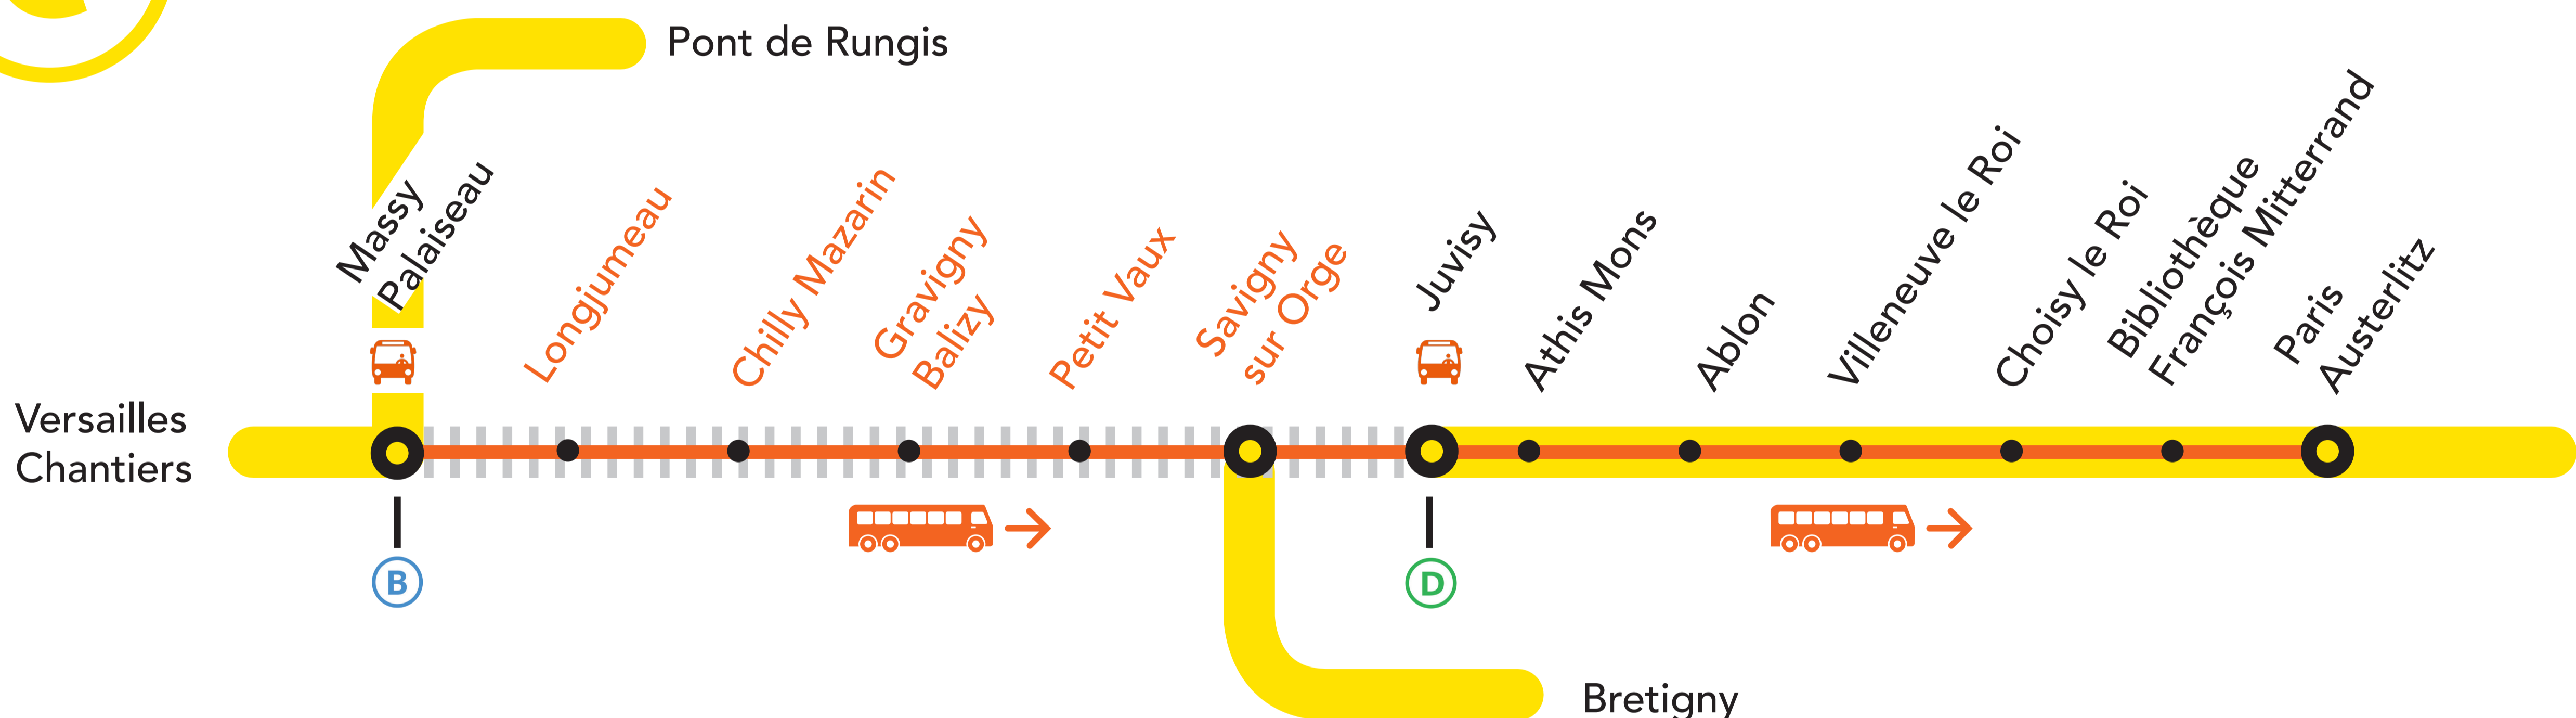 Pont de Rungis
Massy
Palaiseau
Longjumeau
Chilly Mazarin
Gravigny
Balizy
Petit Vaux
Savigny
sur Orge
Juvisy
Athis Mons
Ablon
Villeneuve le Roi
Choisy le Roi
Bibliothèque
François Mitterrand
Paris
Austerlitz
Versailles
Chantiers
B
D
Bretigny